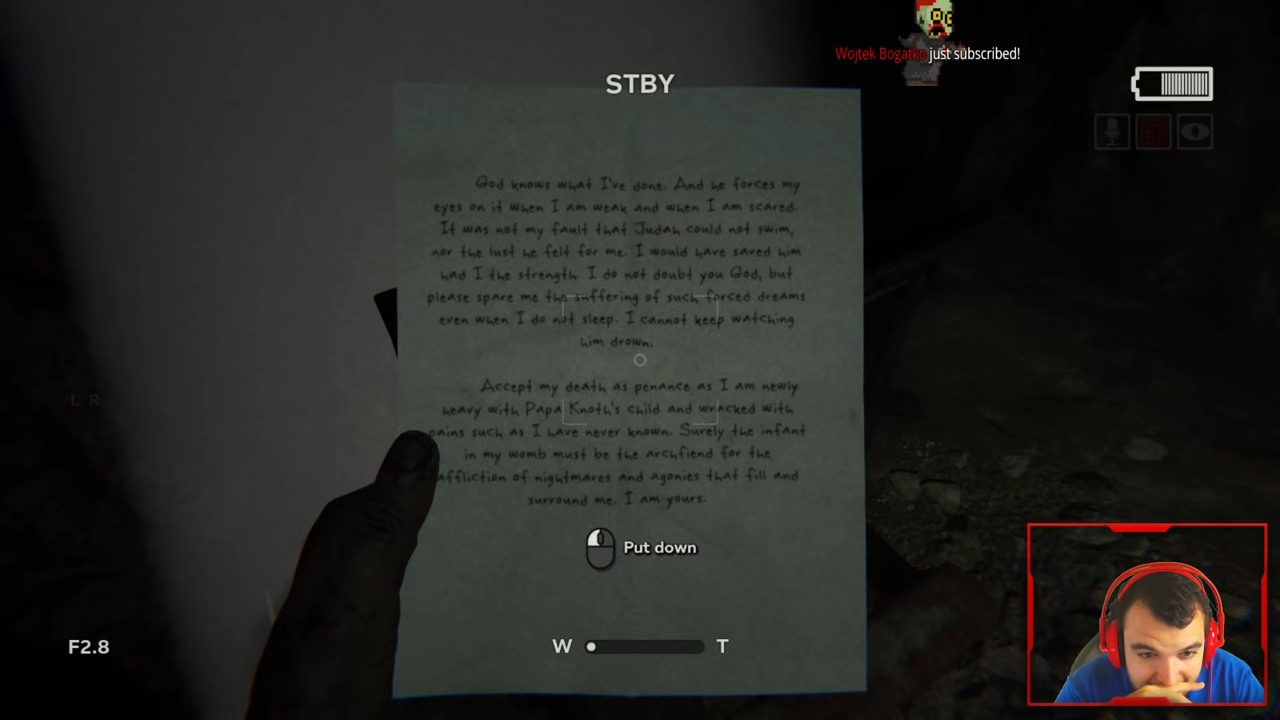 Wojtek Bogatko just subscribed!
STBY
God knows what I've done. And he forces my
eyes on it when I am weak and when I am scared.
It was not my fault that Judah could not swim,
nor the lust he felt for me. I would have saved him
had I the strength. I do not doubt you God, but
please spare me the suffering of such forced dreams
even when I do not sleep. I cannot keep watching
him drown.
Accept my death as penance as I am newly
heavy with Papa Knoth's child and wracked with
pains such as I have never known. Surely the infant
in my womb must be the archfiend for the
affliction of nightmares and agonies that fill and
surround me. I am yours.
L R
Put down
F2.8
W T